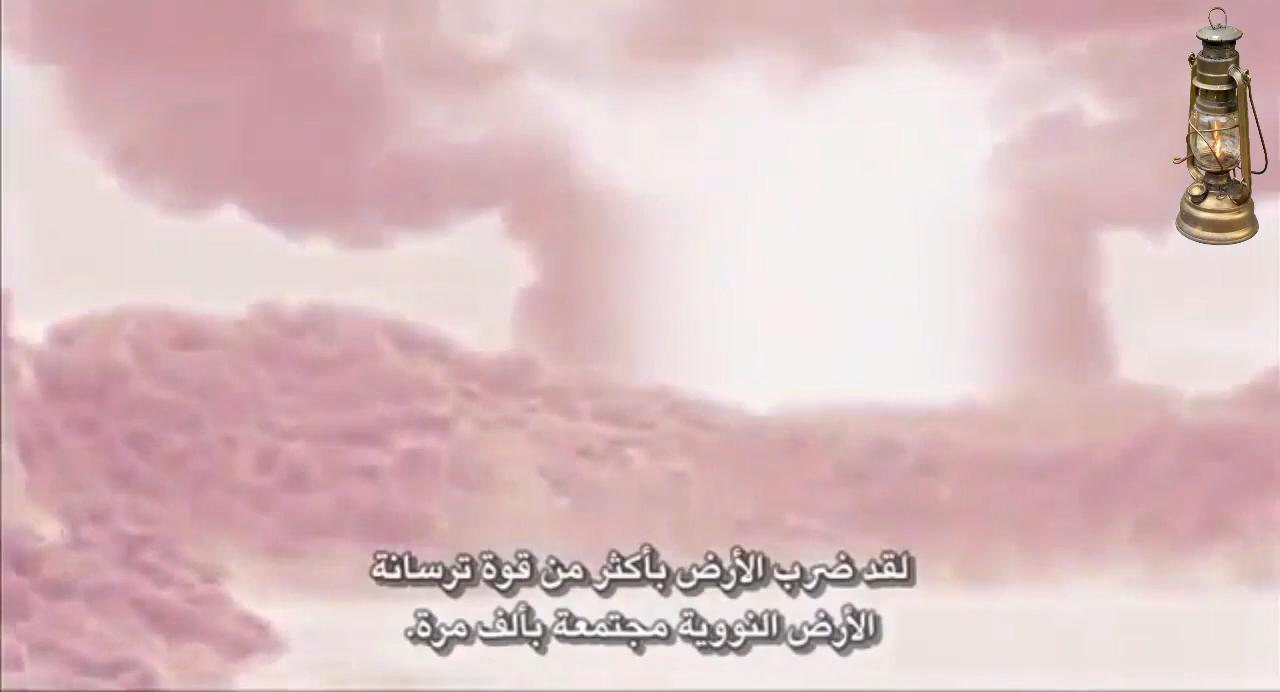 لقد ضرب الأرض بأكثر من قوة ترسانة
الأرض النووية مجتمعة بألف مرة.